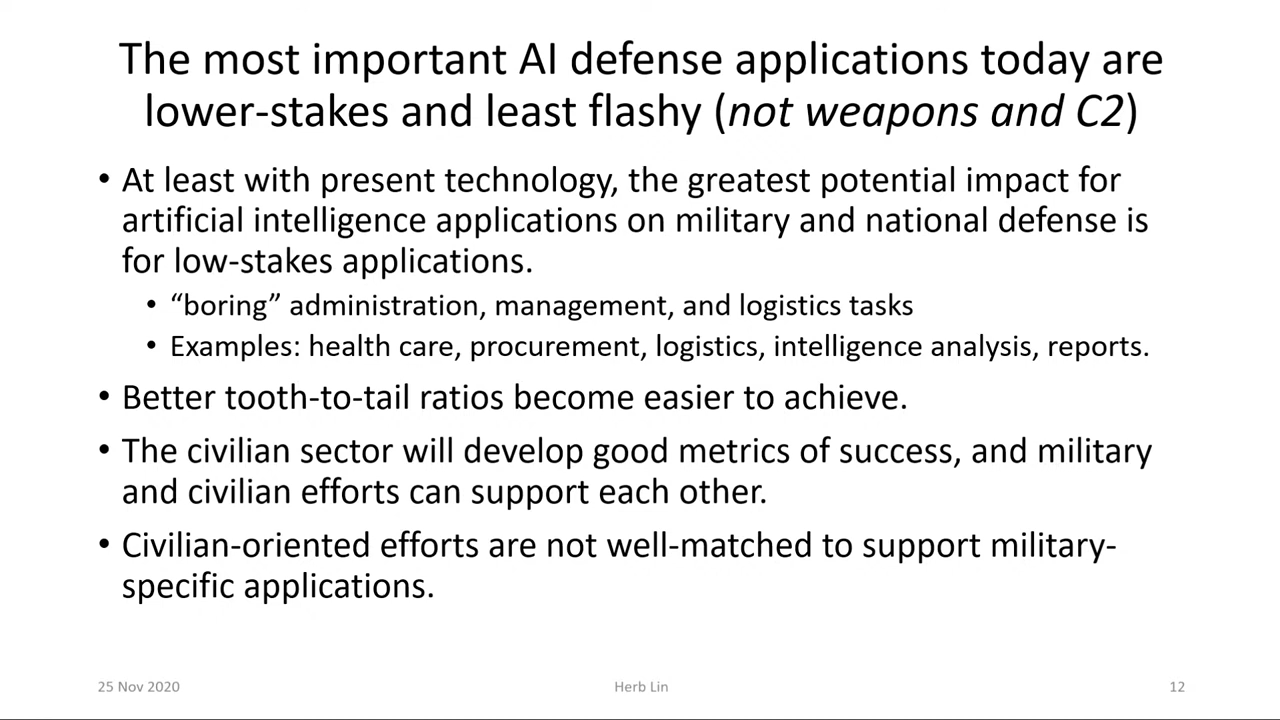 The most important AI defense applications today are
lower-stakes and least flashy (not weapons and C2)
• At least with present technology, the greatest potential impact for
artificial intelligence applications on military and national defense is
for low-stakes applications.
• “boring” administration, management, and logistics tasks
• Examples: health care, procurement, logistics, intelligence analysis, reports.
• Better tooth-to-tail ratios become easier to achieve.
• The civilian sector will develop good metrics of success, and military
and civilian efforts can support each other.
• Civilian-oriented efforts are not well-matched to support military-
specific applications.
25 Nov 2020
Herb Lin
12